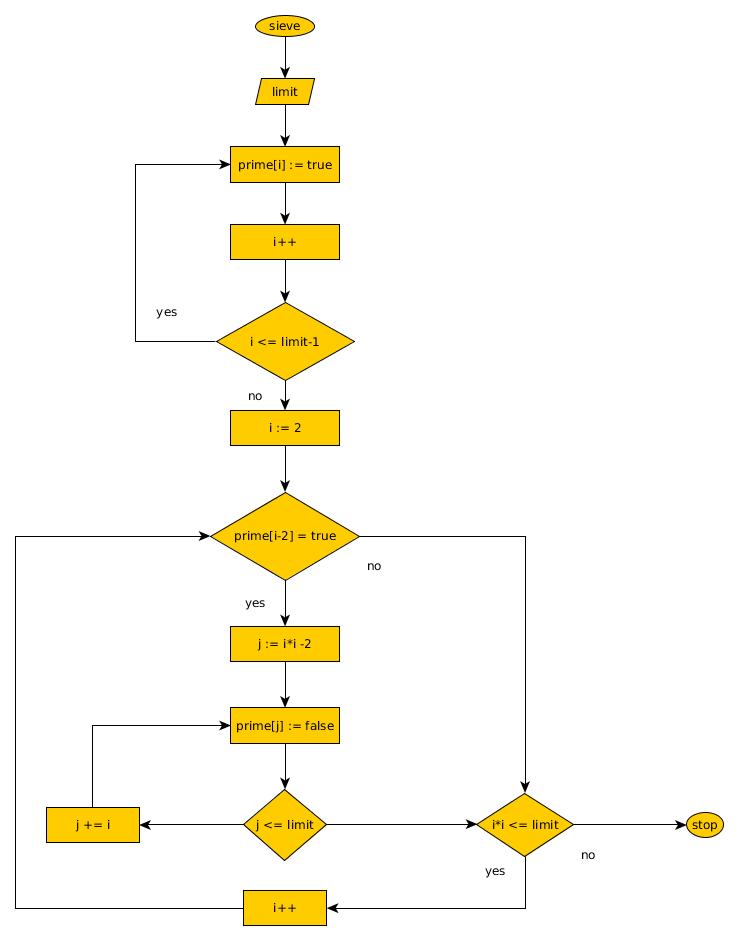 sieve
limit
prime[i] := true
i++
yes
i <= limit-1
no
i := 2
prime[i-2] = true
no
yes
j := i*i -2
prime[j] := false
j += i
j <= limit
i*i <= limit
stop
no
yes
i++